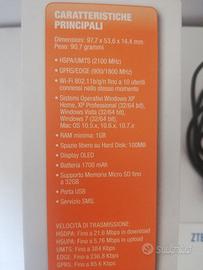 CARATTERISTICHE
PRINCIPALI
Dimensioni: 97,7 x 53,6 x 14,4 mm
Peso: 90,7 grammi
• HSPA/UMTS (2100 MHz)
• GPRS/EDGE (900/1800 MHz)
• Wi-Fi 802.11b/g/n fino a 10 utenti
connessi nello stesso momento
• Sistemi Operativi Windows XP
Home, XP Professional (32/64 bit),
Windows Vista (32/64 bit),
Windows 7 (32/64 bit)
Mac OS 10.5.x, 10.6.x, 10.7.x
• RAM minima: 1GB
• Spazio libero su Hard Disk: 100MB
• Display OLED
• Batteria 1700 mAh
• Supporto Memoria Micro SD fino
a 32GB
• Porta USB
• Servizio SMS
VELOCITÀ DI TRASMISSIONE:
HSDPA: Fino a 21.6 Mbps in download
HSUPA: Fino a 5.76 Mbps in upload
UMTS: Fino a 384 Kbps
EDGE: Fino a 236,8 Kbps
GPRS: Fino a 85,6 Kbps
ZTE
Subito